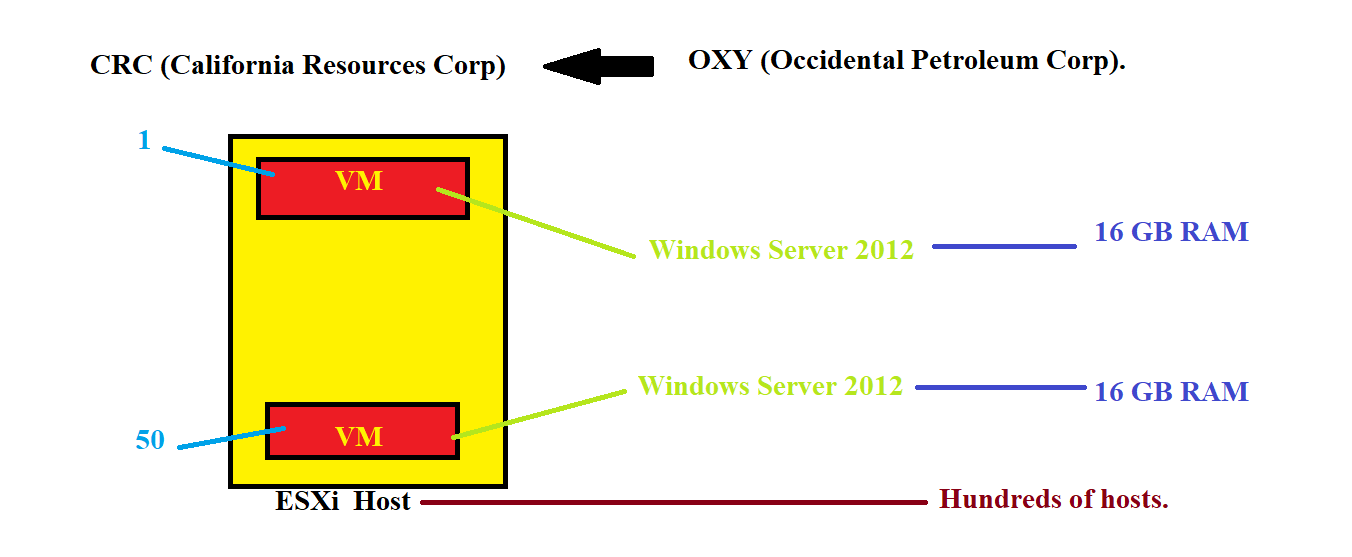 CRC (California Resources Corp)
OXY (Occidental Petroleum Corp).
1
VM
16 GB RAM
Windows Server 2012
Windows Server 2012
16 GB RAM
50
VM
ESXi Host
Hundreds of hosts.